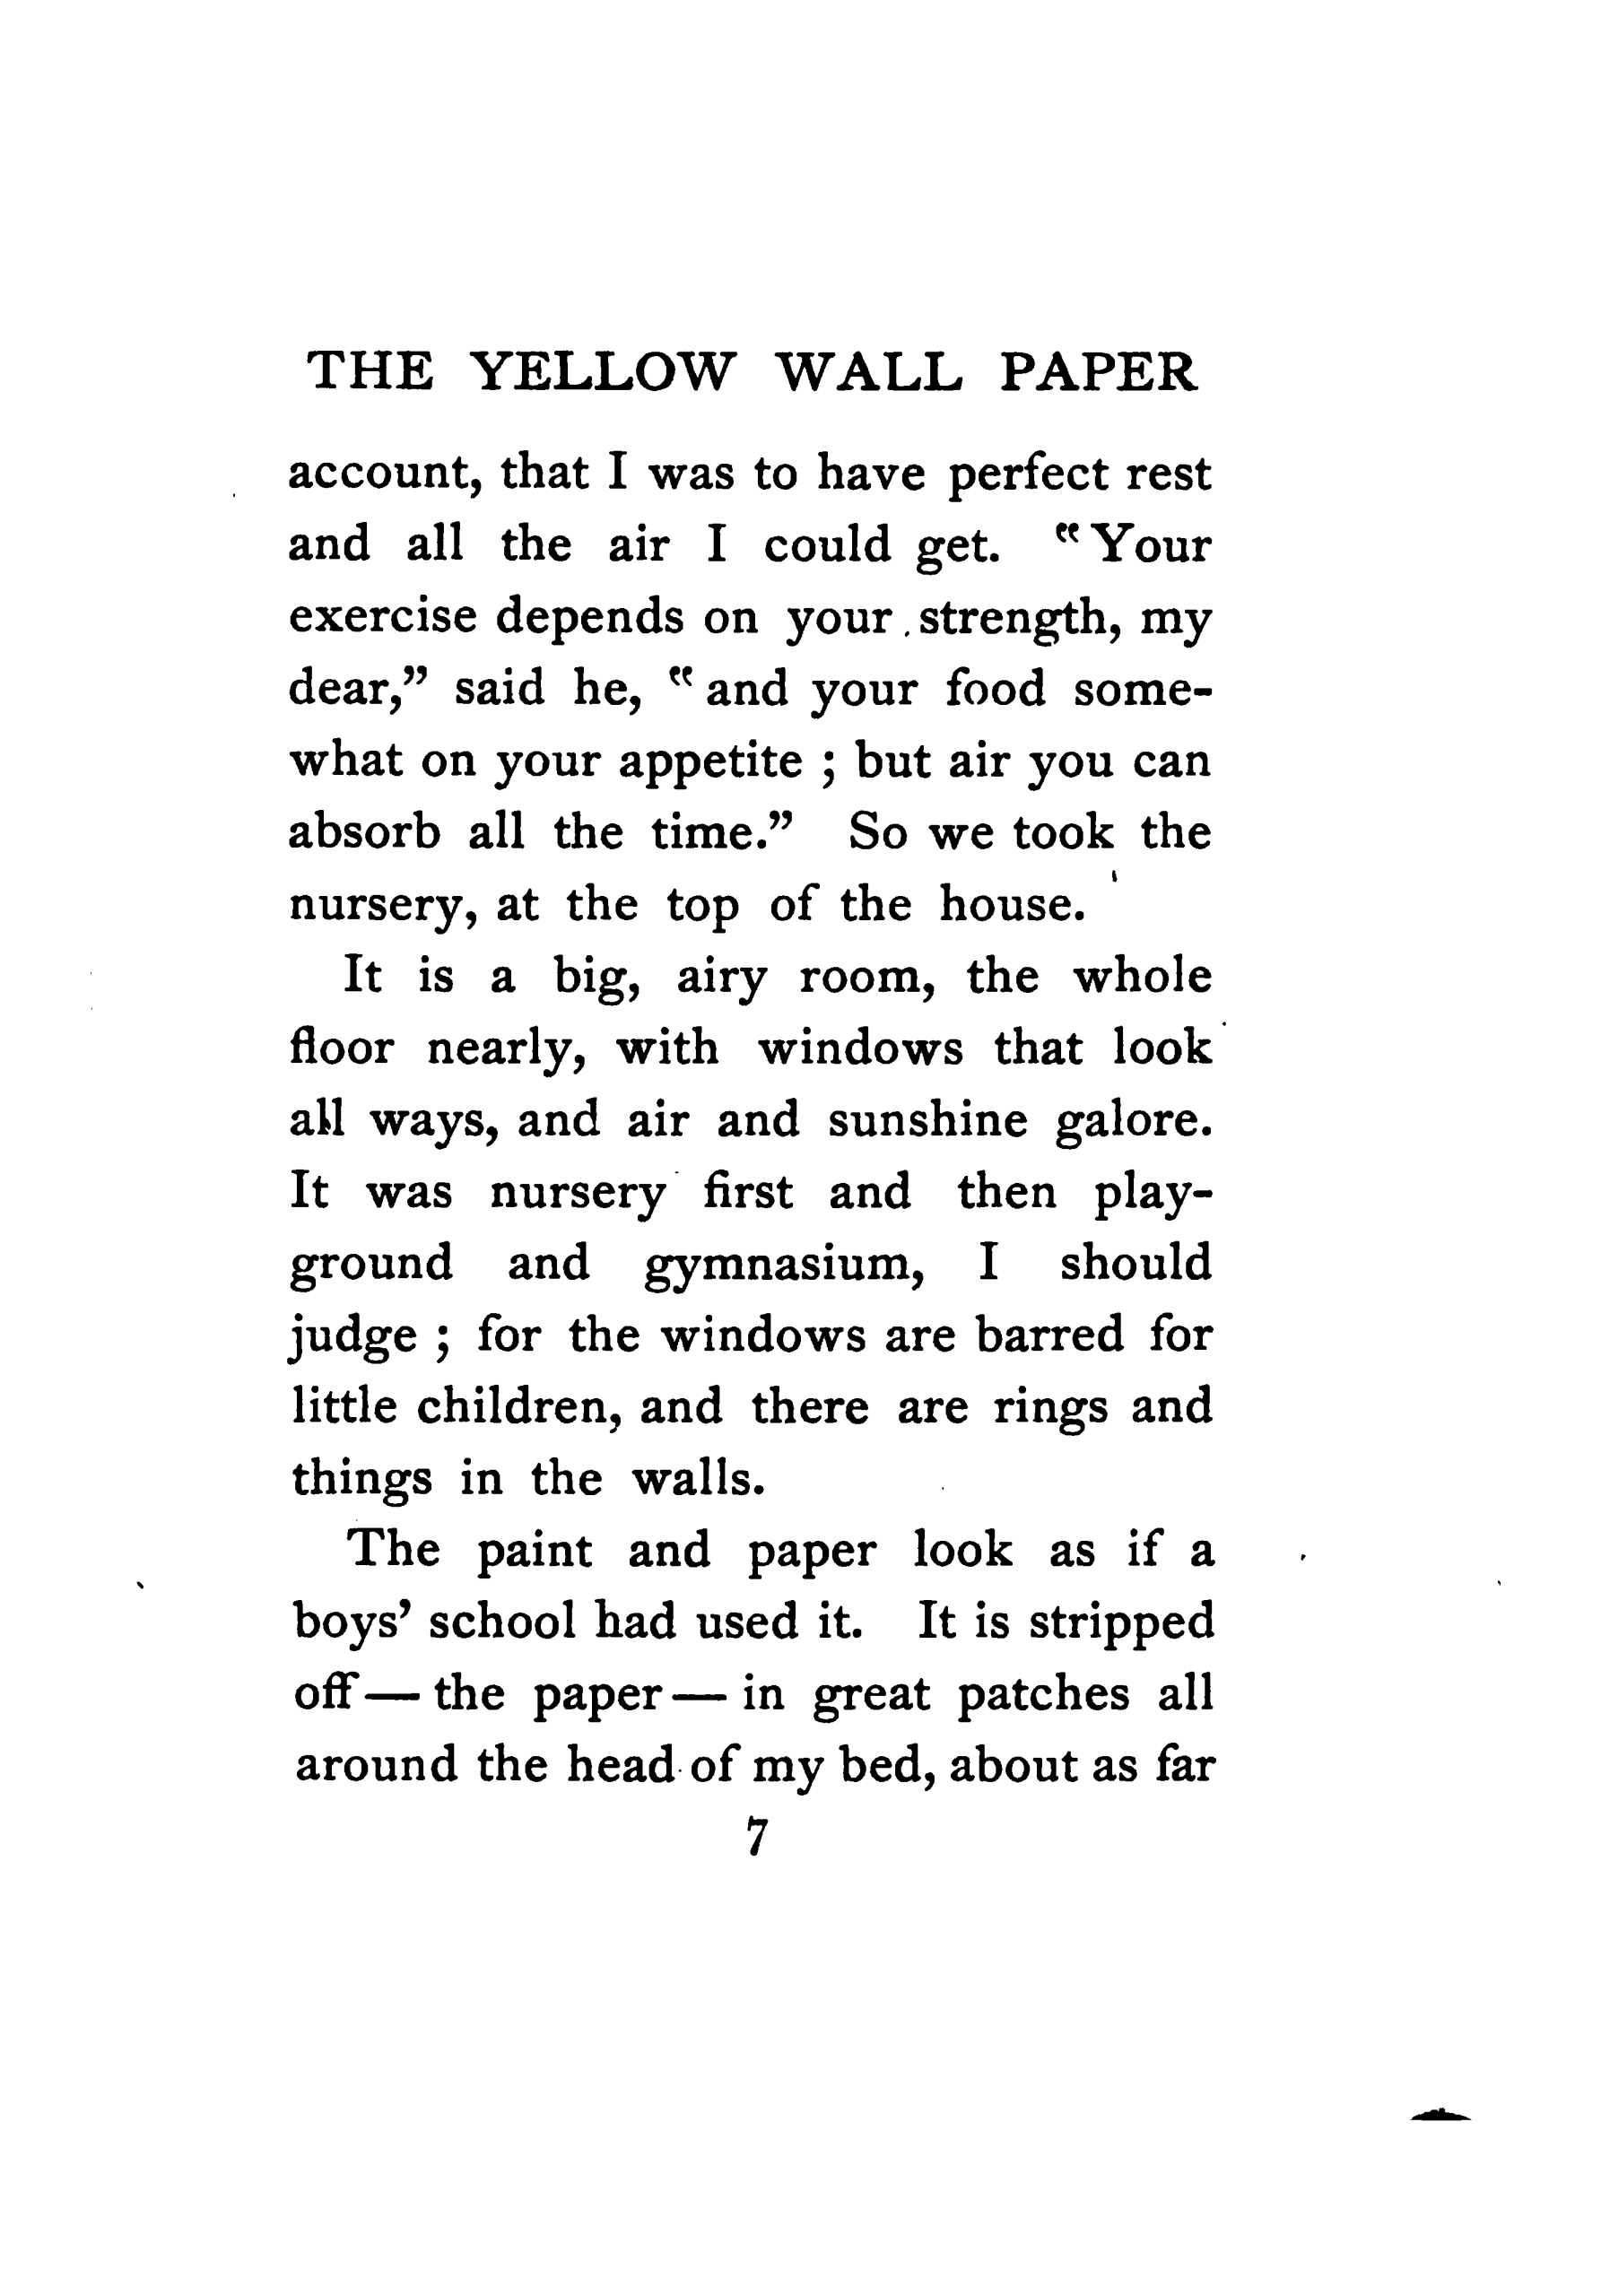 THE YELLOW WALL PAPER
account, that I was to have perfect rest
and all the air I could get. “Your
exercise depends on your strength, my
dear,” said he, “and your food some-
what on your appetite ; but air you can
absorb all the time.” So we took the
nursery, at the top of the house.
It is a big, airy room, the whole
floor nearly, with windows that look
all ways, and air and sunshine galore.
It was nursery first and then play-
ground and gymnasium, I should
judge ; for the windows are barred for
little children, and there are rings and
things in the walls.
The paint and paper look as if a
boys’ school had used it. It is stripped
off — the paper — in great patches all
around the head of my bed, about as far
7